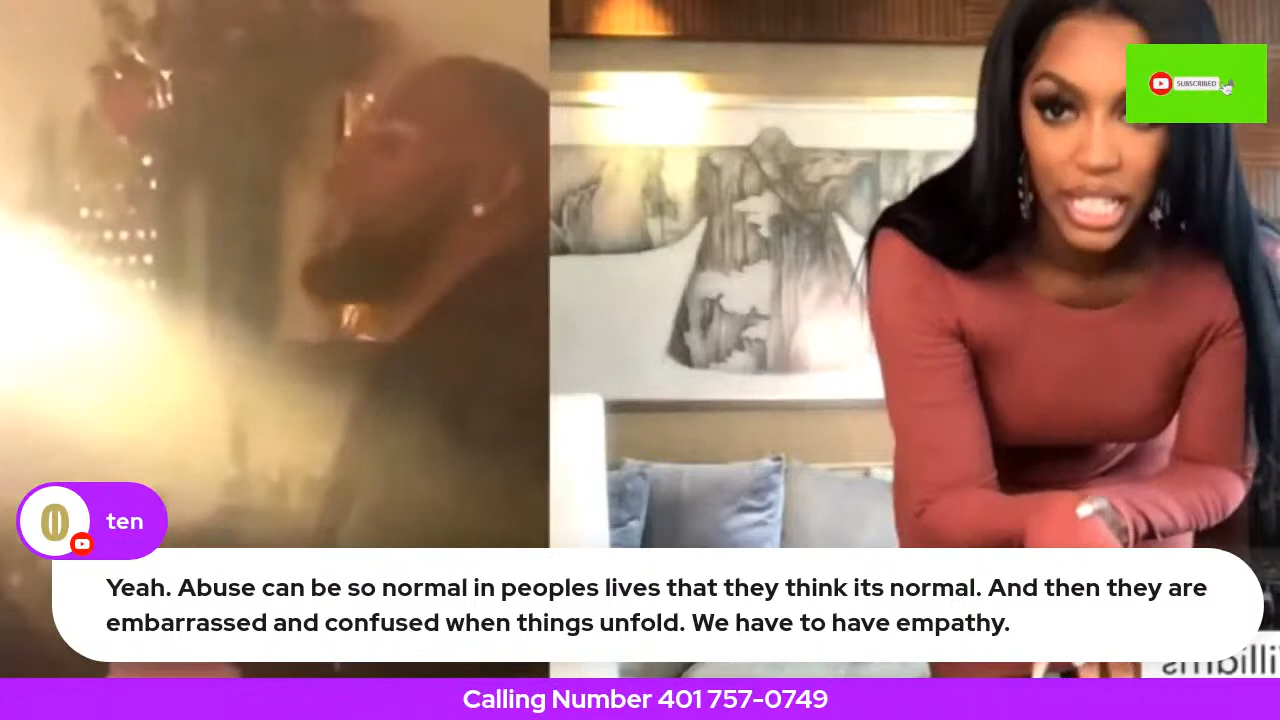 SUBSCRIBED
ten
Yeah. Abuse can be so normal in peoples lives that they think its normal. And then they are
embarrassed and confused when things unfold. We have to have empathy.
Calling Number 401 757-0749